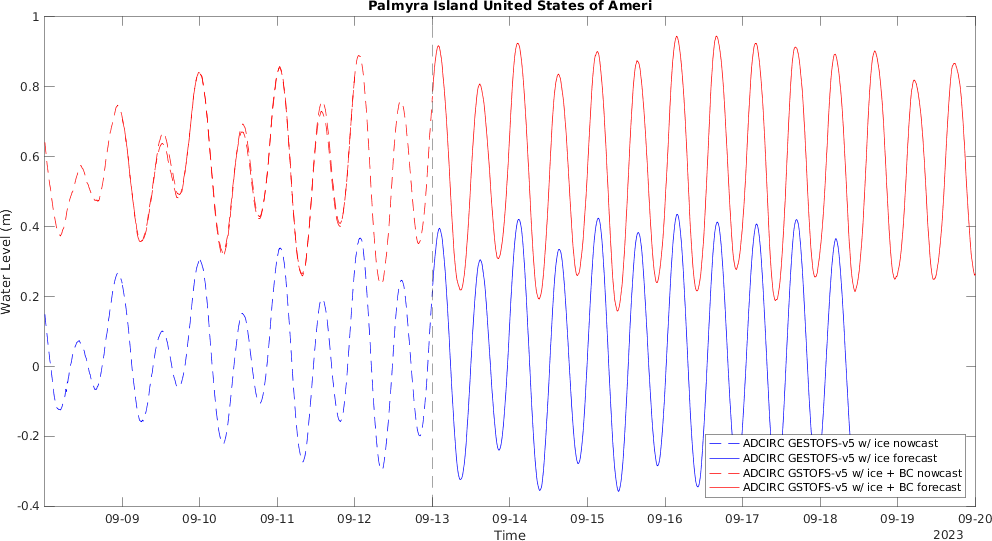 Palmyra Island United States of Ameri
Water Level (m)
1
0.8
0.6
0.4
0.2
0
-0.2
-0.4
ADCIRC GESTOFS-v5 w/ ice nowcast
ADCIRC GESTOFS-v5 w/ ice forecast
ADCIRC GSTOFS-v5 w/ ice + BC nowcast
ADCIRC GSTOFS-v5 w/ ice + BC forecast
09-09 09-10 09-11 09-12 09-13 09-14 09-15 09-16 09-17 09-18 09-19 09-20
Time
2023